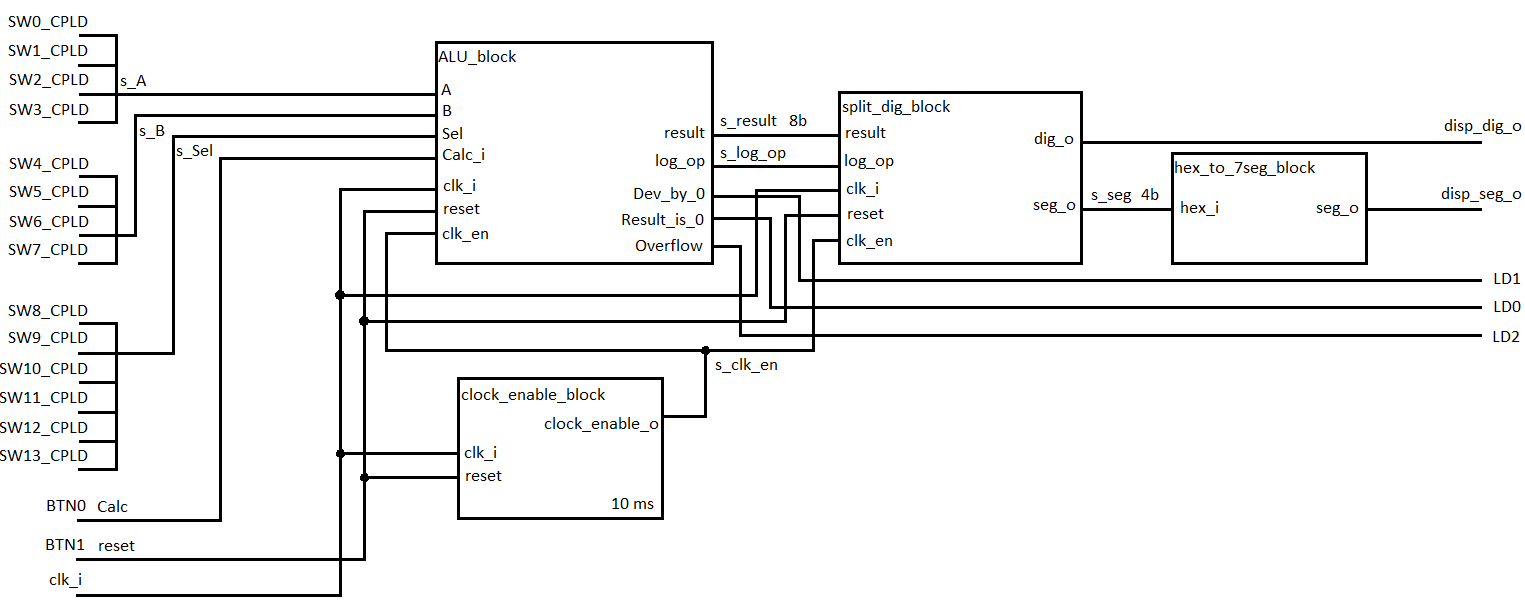 SW0_CPLD
SW1_CPLD
SW2_CPLD
SW3_CPLD
s_A
s_B
s_Sel
SW4_CPLD
SW5_CPLD
SW6_CPLD
SW7_CPLD
SW8_CPLD
SW9_CPLD
SW10_CPLD
SW11_CPLD
SW12_CPLD
SW13_CPLD
BTN0 Calc
BTN1 reset
clk_i
ALU_block
A
B
Sel
Calc_i
clk_i
reset
clk_en
result
log_op
Dev_by_0
Result_is_0
Overflow
s_result 8b
s_log_op
clock_enable_block
clock_enable_o
clk_i
reset
10 ms
s_clk_en
split_dig_block
result
log_op
clk_i
reset
clk_en
dig_o
seg_o
s_seg 4b
hex_to_7seg_block
hex_i
seg_o
disp_dig_o
disp_seg_o
LD1
LD0
LD2